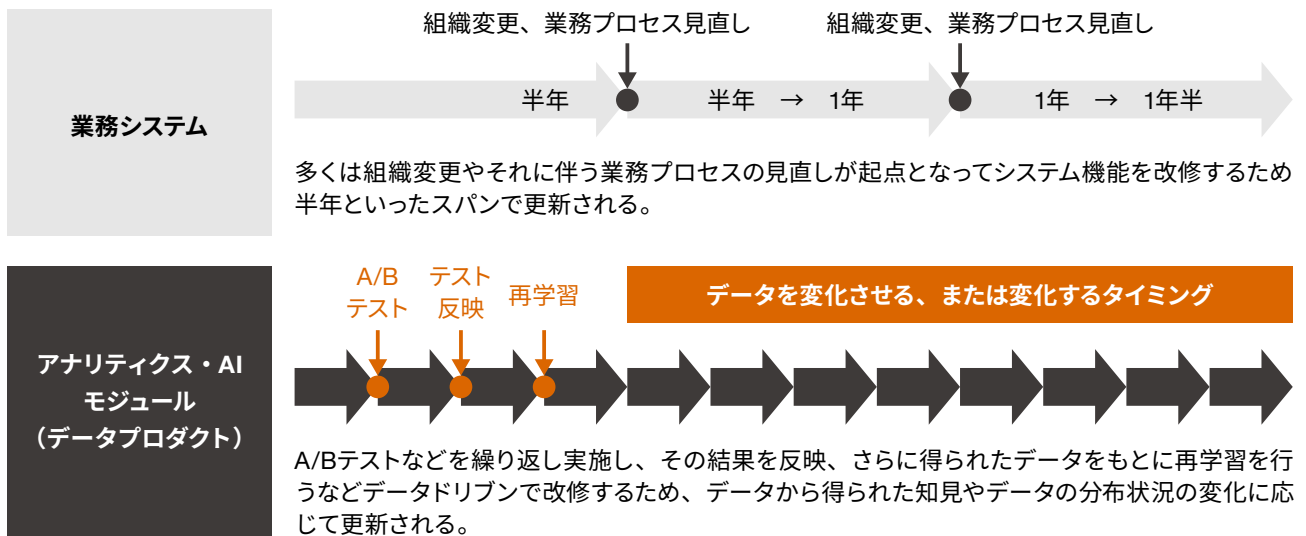 組織変更、業務プロセス見直し
組織変更、業務プロセス見直し
業務システム
半年
半年 → 1年
1年 → 1年半
多くは組織変更やそれに伴う業務プロセスの見直しが起点となってシステム機能を改修するため
半年といったスパンで更新される。
A/B
テスト
テスト
反映
再学習
データを変化させる、または変化するタイミング
アナリティクス・AI
モジュール
（データプロダクト）
A/Bテストなどを繰り返し実施し、その結果を反映、さらに得られたデータをもとに再学習を行
うなどデータドリブンで改修するため、データから得られた知見やデータの分布状況の変化に応
じて更新される。